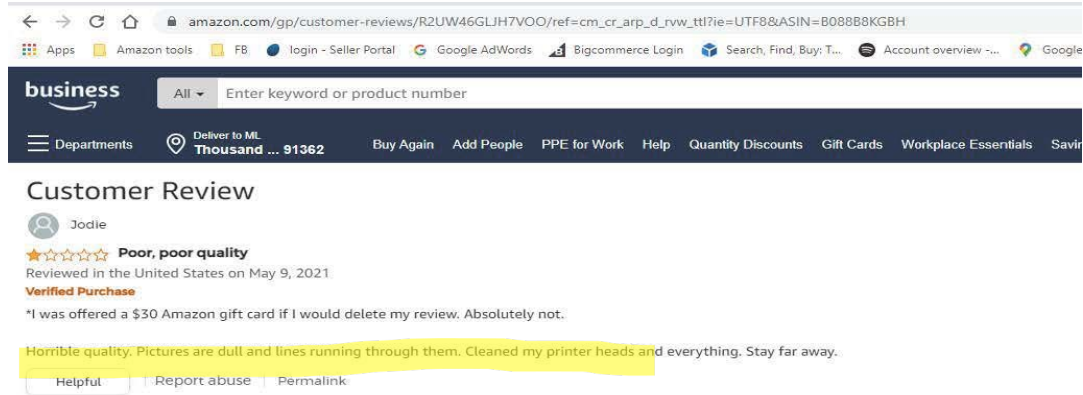 amazon.com/gp/customer-reviews/R2UW46GLJH7VOO/ref=cm_cr_arp_d_rvw_ttl?ie=UTF8&ASIN=B088B8KGBH
Apps Amazon tools FB login - Seller Portal Google AdWords Bigcommerce Login Search, Find, Buy: T... Account overview -... Google
business All Enter keyword or product number
Deliver to ML
Departments Thousand ... 91362 Buy Again Add People PPE for Work Help Quantity Discounts Gift Cards Workplace Essentials Savin
Customer Review
Jodie
Poor, poor quality
Reviewed in the United States on May 9, 2021
Verified Purchase
*I was offered a $30 Amazon gift card if I would delete my review. Absolutely not.
Horrible quality. Pictures are dull and lines running through them. Cleaned my printer heads and everything. Stay far away.
Helpful Report abuse Permalink